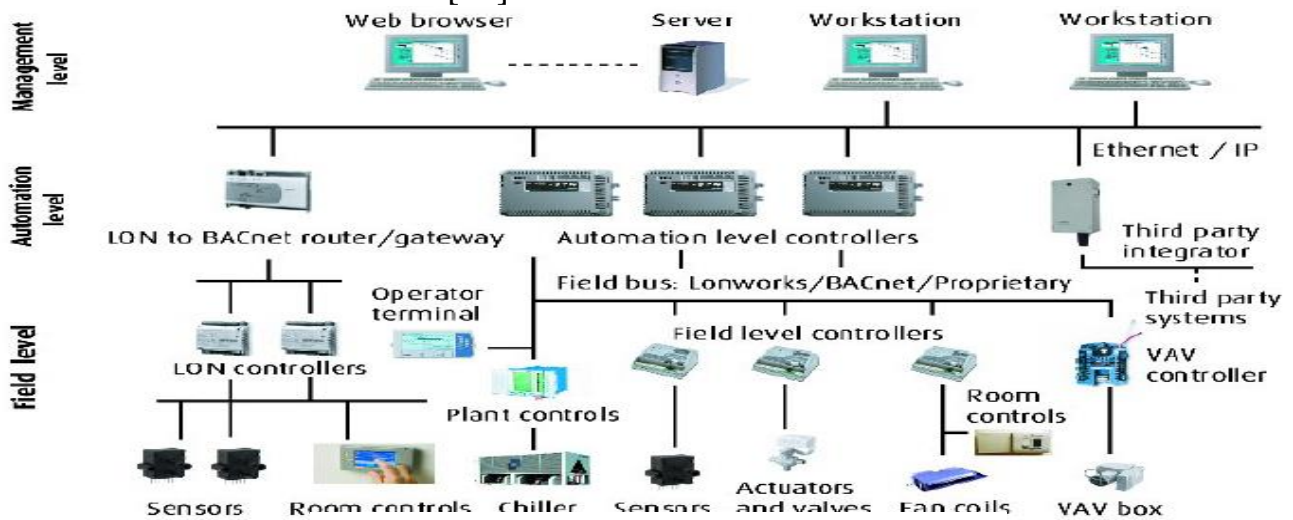 Web browser
Server
Workstation
Workstation
Management
level
Ethernet / IP
Automation
level
LON to BACnet router/gateway
Automation level controllers
Third party
integrator
Field bus: Lonworks/BACnet/Proprietary
Operator
terminal
Third party
systems
Field level
Field level controllers
LON controllers
VAV
controller
Plant controls
Room
controls
Sensors
Room controls
Chiller
Sensors
Actuators
and valves
Fan coils
VAV box